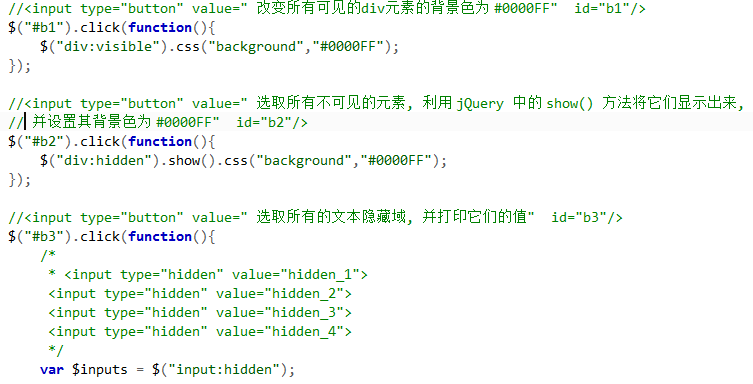 //<input type="button" value=" 改变所有可见的div元素的背景色为 #0000FF"  id="b1"/>
$("#b1").click(function(){
    $("div:visible").css("background","#0000FF");
});
//<input type="button" value=" 选取所有不可见的元素, 利用 jQuery 中的 show() 方法将它们显示出来,
// 并设置其背景色为 #0000FF"  id="b2"/>
$("#b2").click(function(){
    $("div:hidden").show().css("background","#0000FF");
});
//<input type="button" value=" 选取所有的文本隐藏域, 并打印它们的值"  id="b3"/>
$("#b3").click(function(){
    /*
     * <input type="hidden" value="hidden_1">
     <input type="hidden" value="hidden_2">
     <input type="hidden" value="hidden_3">
     <input type="hidden" value="hidden_4">
     */
    var $inputs = $("input:hidden");